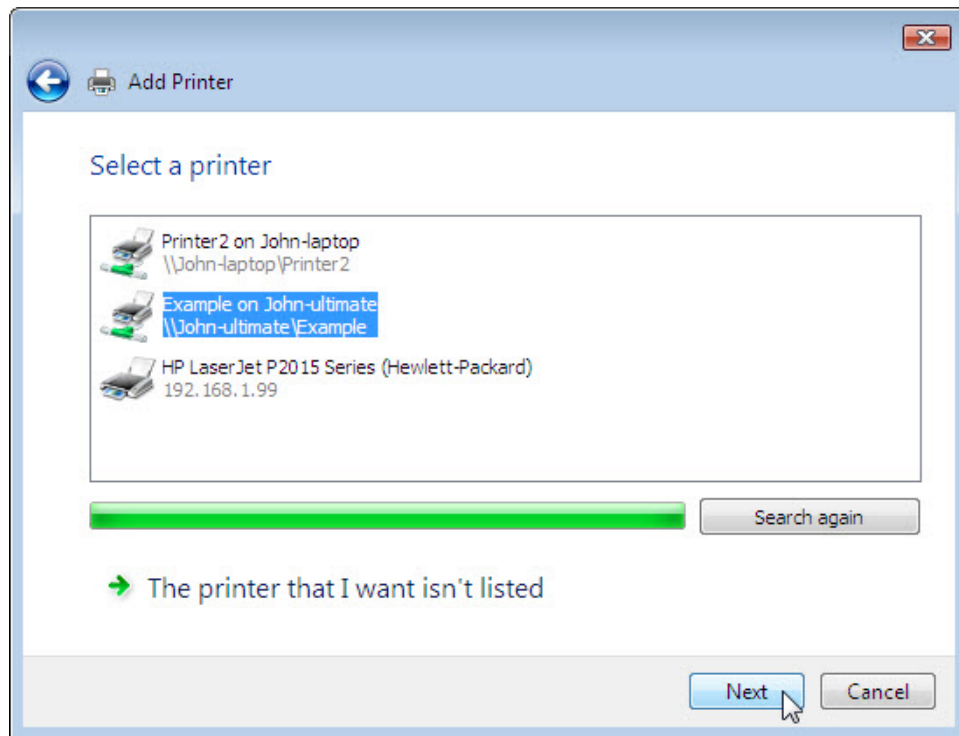 Add Printer
Select a printer
Printer2 on John-laptop
\\John-laptop\Printer2
Example on John-ultimate
\\John-ultimate\Example
HP LaserJet P2015 Series (Hewlett-Packard)
192.168.1.99
Search again
The printer that I want isn't listed
Next Cancel